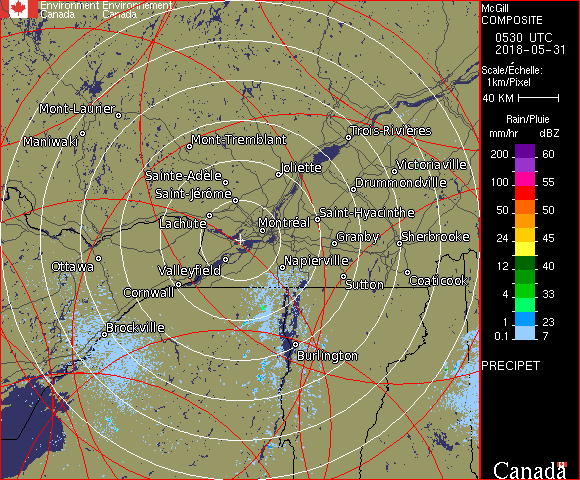 Environment Environnement
Canada Canada
McGill
COMPOSITE
0530 UTC
2018-05-31
Scale/Échelle:
1km/Pixel
40 KM
Rain/Pluie
mm/hr dBZ
200 60
150 57
100 55
50 50
24 45
12 40
4 33
1 23
0.1 7
PRECIPET
Canada
Mont-Laurier
Maniwaki
Mont-Tremblant
Trois-Rivières
Joliette
Victoriaville
Sainte-Adèle
Drummondville
Saint-Jérôme
Lachute
Saint-Hyacinthe
Montréal
Granby
Sherbrooke
Ottawa
Valleyfield
Napierville
Sutton
Coaticook
Cornwall
Brockville
Burlington